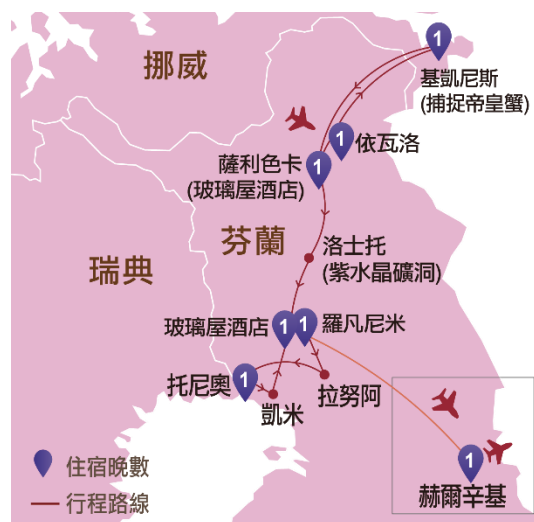 挪威
基凱尼斯
(捕捉帝皇蟹)
1
依瓦洛
1
薩利色卡
(玻璃屋酒店)
1
芬蘭
瑞典
洛士托
(紫水晶礦洞)
玻璃屋酒店
1
1
羅凡尼米
托尼奧
1
凱米
拉努阿
1
赫爾辛基
1
住宿晚數
行程路線